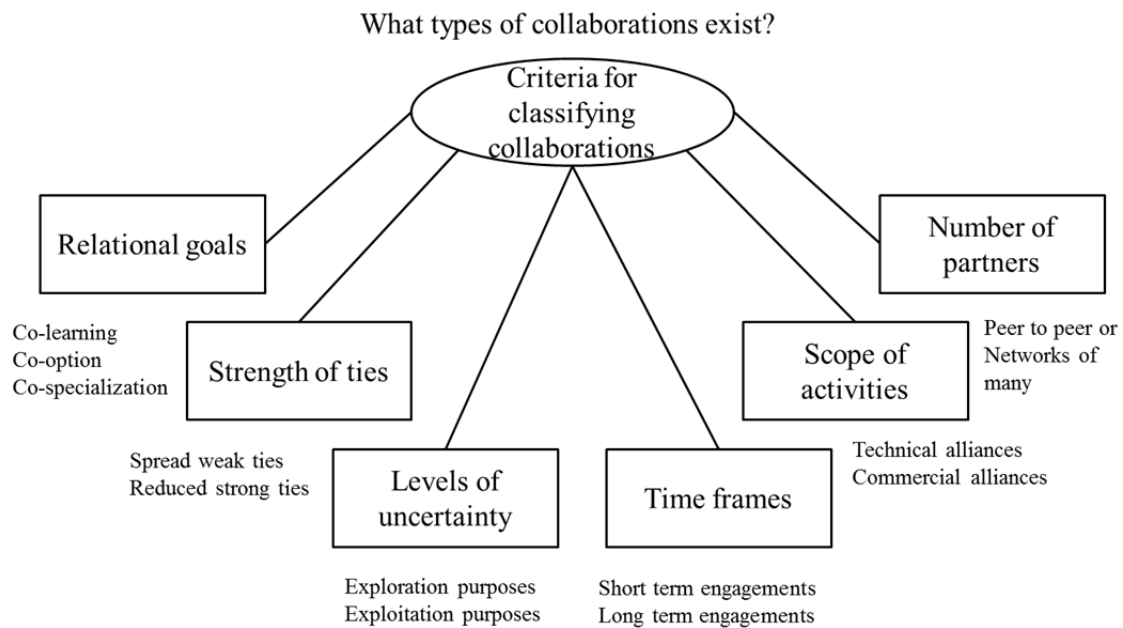 What types of collaborations exist?
Criteria for
classifying
collaborations
Relational goals
Co-learning
Co-option
Co-specialization
Strength of ties
Spread weak ties
Reduced strong ties
Levels of
uncertainty
Exploration purposes
Exploitation purposes
Time frames
Short term engagements
Long term engagements
Scope of
activities
Technical alliances
Commercial alliances
Number of
partners
Peer to peer or
Networks of
many